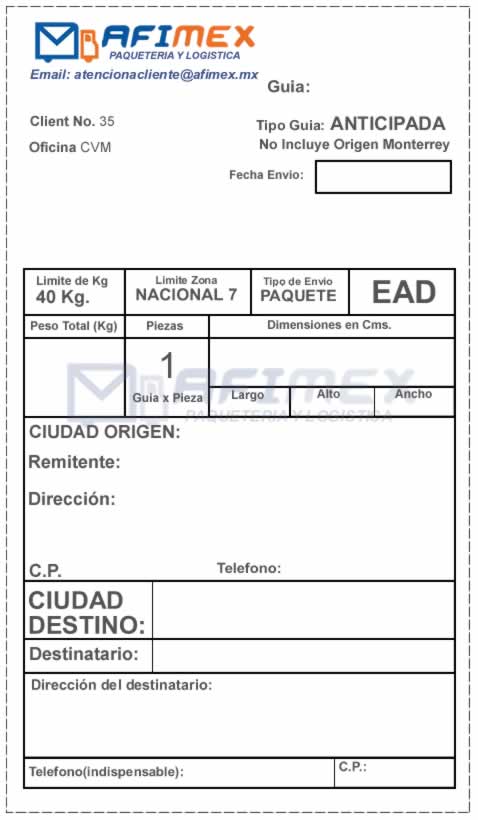 AFIMEX
PAQUETERIA Y LOGISTICA
Email: atencionacliente@afimex.mx
Guia:
Client No. 35
Tipo Guia: ANTICIPADA
Oficina CVM
No Incluye Origen Monterrey
Fecha Envio:
Limite de Kg
40 Kg.
Limite Zona
NACIONAL 7
Tipo de Envio
PAQUETE
EAD
Peso Total (Kg)
Piezas
Dimensiones en Cms.
1
Guia x Pieza
Largo
Alto
Ancho
AFIMEX
PAQUETERIA Y LOGISTICA
CIUDAD ORIGEN:
Remitente:
Dirección:
C.P.
Telefono:
CIUDAD
DESTINO:
Destinatario:
Dirección del destinatario:
Telefono(indispensable):
C.P.: